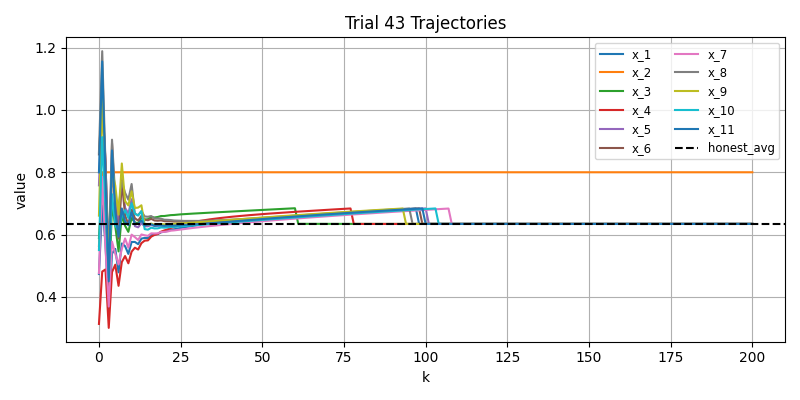 Trial 43 Trajectories
value
1.2
1.0
0.8
0.6
0.4
x_1
x_2
x_3
x_4
x_5
x_6
x_7
x_8
x_9
x_10
x_11
honest_avg
0 25 50 75 100 125 150 175 200
k